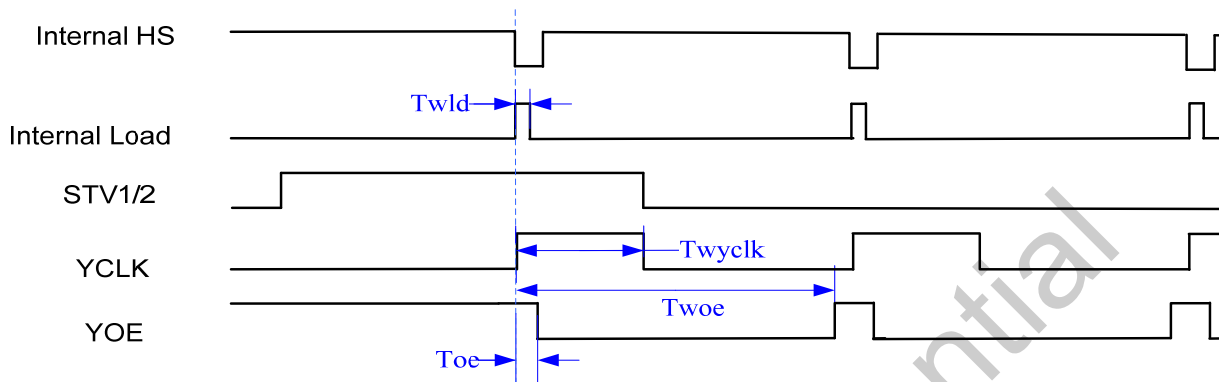 Internal HS
Twld
Internal Load
STV1/2
Twyclk
YCLK
Twoe
YOE
Toe
ntial